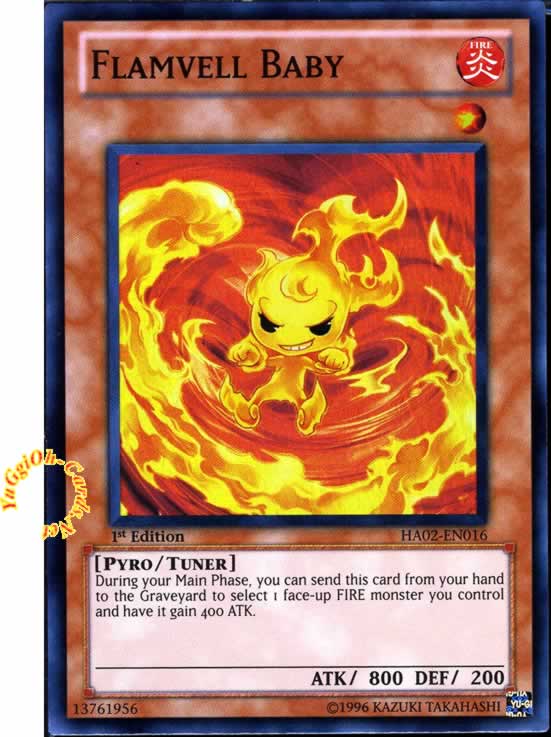 FLAMVELL BABY
FIRE
炎
YuGgiOh-Cards.Net
1st Edition
HA02-EN016
[PYRO/TUNER]
During your Main Phase, you can send this card from your hand
to the Graveyard to select 1 face-up FIRE monster you control
and have it gain 400 ATK.
ATK/ 800 DEF/ 200
13761956
©1996 KAZUKI TAKAHASHI